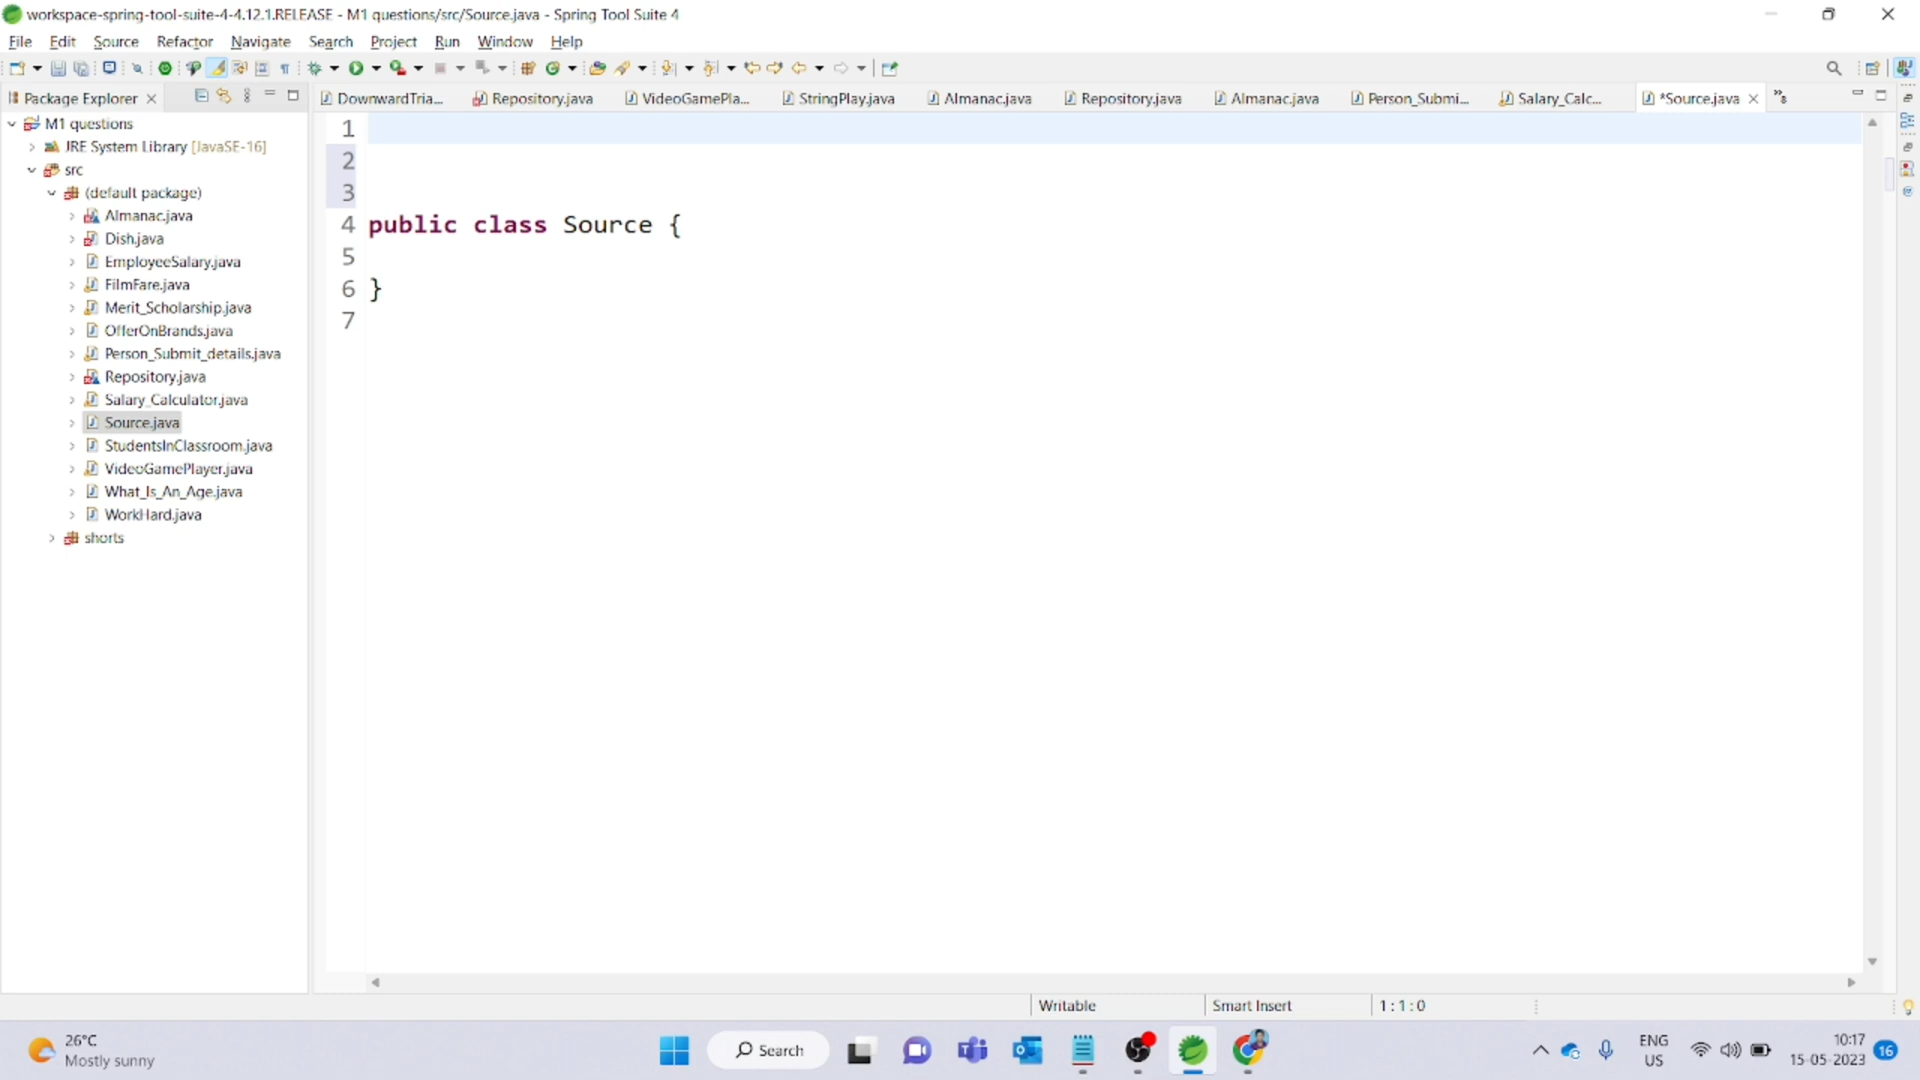 workspace-spring-tool-suite-4-4.12.1.RELEASE - M1 questions/src/Source.java - Spring Tool Suite 4
File Edit Source Refactor Navigate Search Project Run Window Help
Package Explorer
DownwardTria... Repository.java VideoGamePla... StringPlay.java Almanac.java Repository.java Almanac.java Person_Submi... Salary_Calc... *Source.java »8
M1 questions
JRE System Library [JavaSE-16]
src
(default package)
Almanac.java
Dish.java
EmployeeSalary.java
FilmFare.java
Merit_Scholarship.java
OfferOnBrands.java
Person_Submit_details.java
Repository.java
Salary_Calculator.java
Source.java
StudentsInClassroom.java
VideoGamePlayer.java
What_Is_An_Age.java
WorkHard.java
shorts
1
2
3
4 public class Source {
5
6 }
7
Writable Smart Insert 1 : 1 : 0
26°C
Mostly sunny
Search
ENG
US
10:17
15-05-2023
16